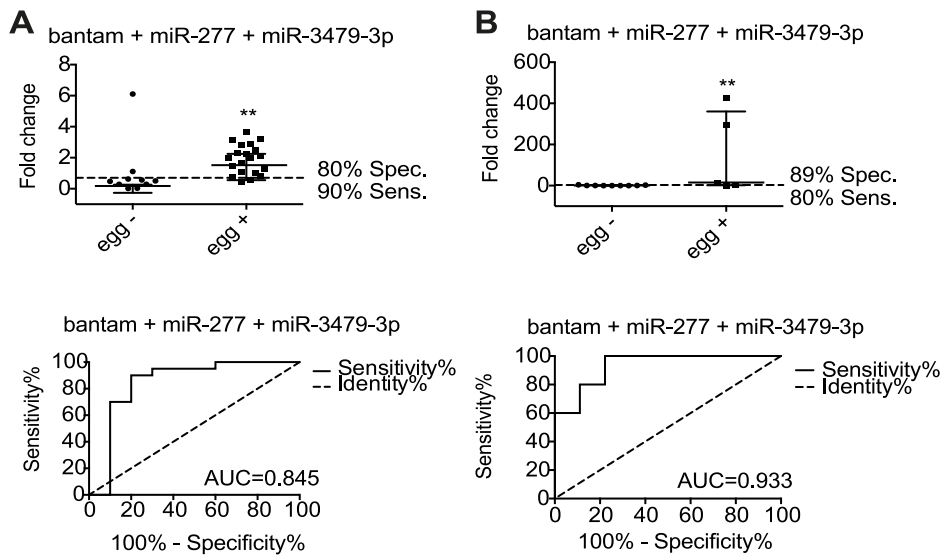 A
bantam + miR-277 + miR-3479-3p
Fold change
8
6
4
2
0
**
80% Spec.
90% Sens.
egg -
egg +
B
bantam + miR-277 + miR-3479-3p
Fold change
600
400
200
0
**
89% Spec.
80% Sens.
egg -
egg +
bantam + miR-277 + miR-3479-3p
Sensitivity%
100
80
60
40
20
0
Sensitivity%
Identity%
AUC=0.845
0 20 40 60 80 100
100% - Specificity%
bantam + miR-277 + miR-3479-3p
Sensitivity%
100
80
60
40
20
0
Sensitivity%
Identity%
AUC=0.933
0 20 40 60 80 100
100% - Specificity%